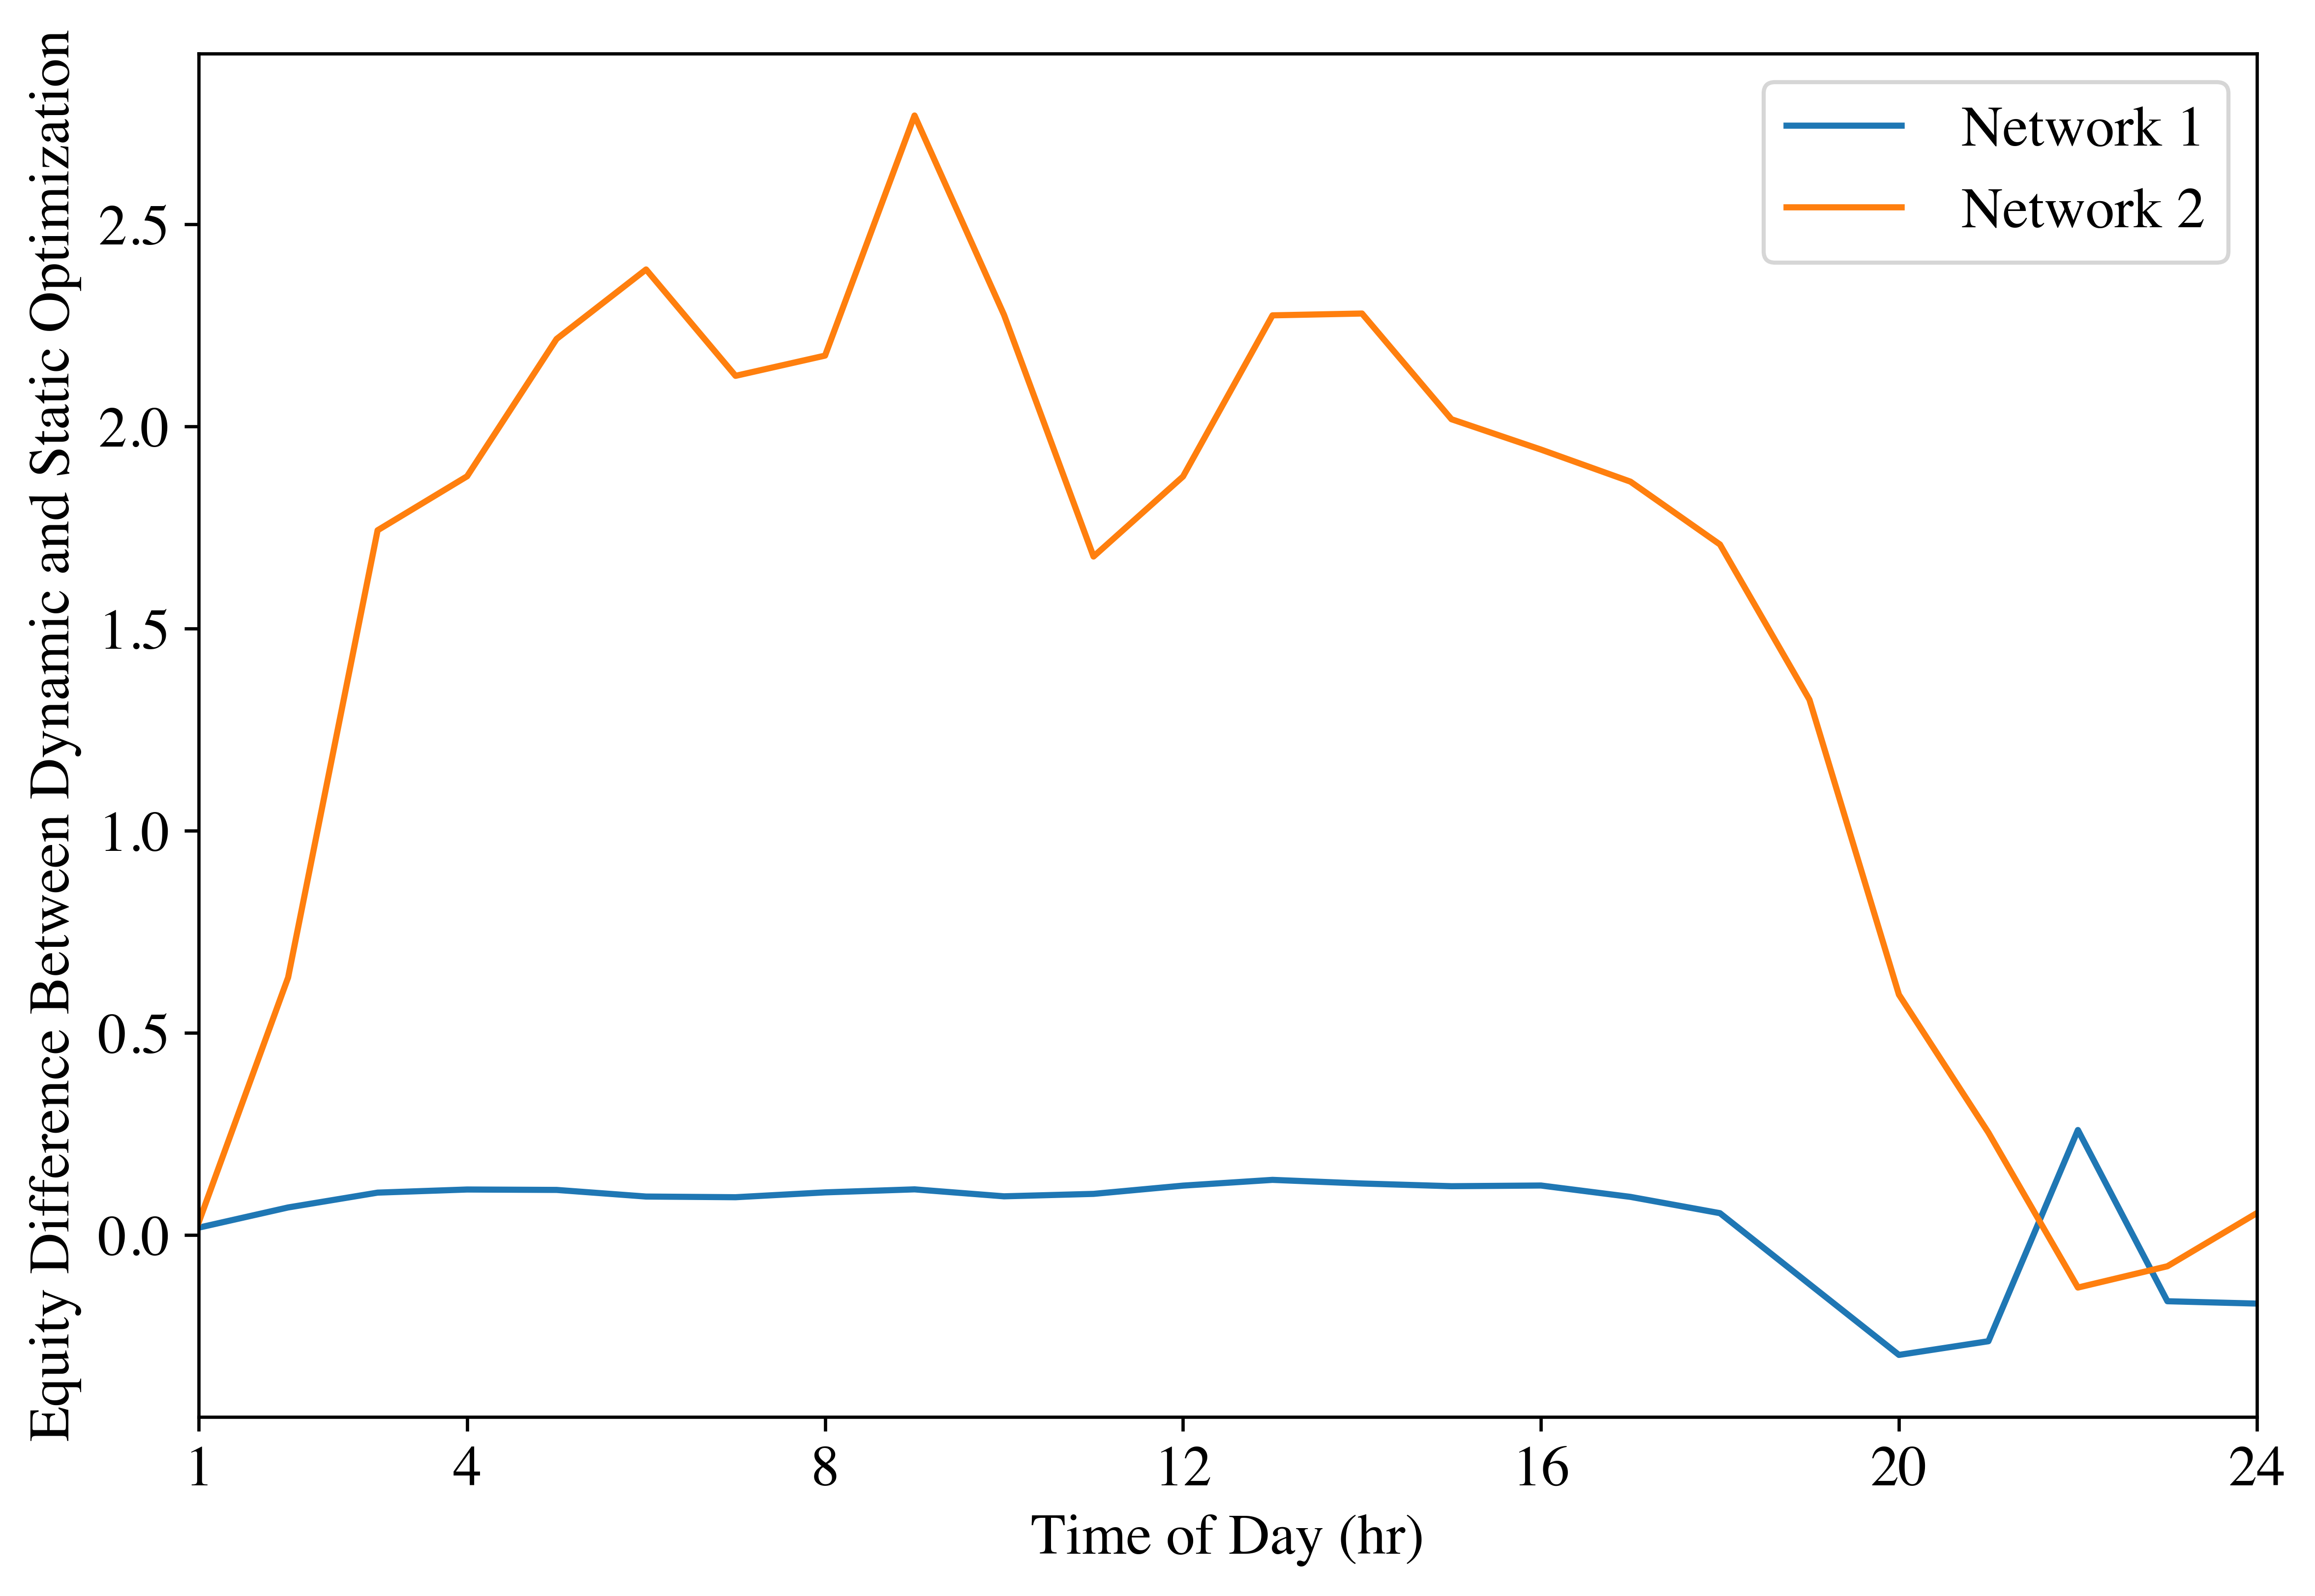 Equity Difference Between Dynamic and Static Optimization
2.5
2.0
1.5
1.0
0.5
0.0
Network 1
Network 2
1 4 8 12 16 20 24
Time of Day (hr)